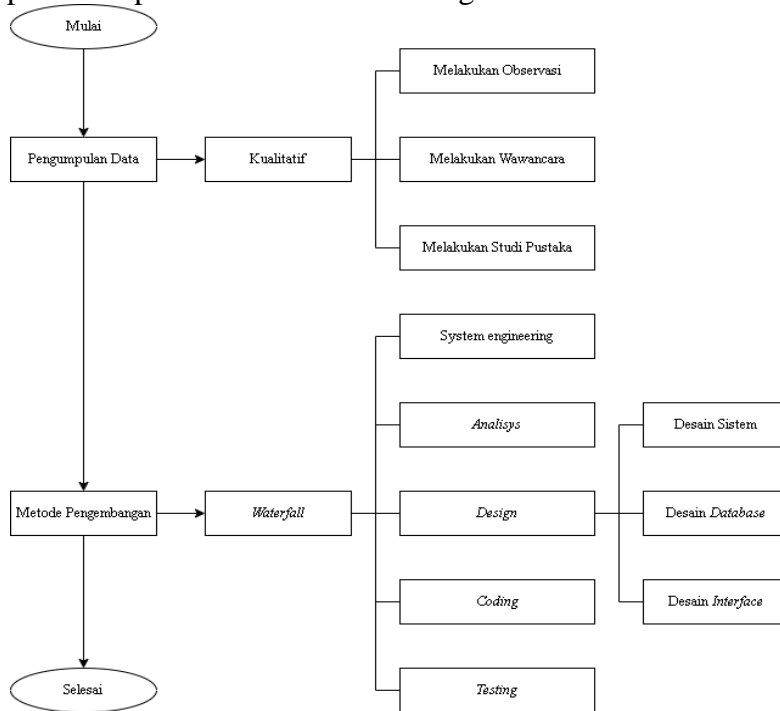 Mulai
Melakukan Observasi
Pengumpulan Data
Kualitatif
Melakukan Wawancara
Melakukan Studi Pustaka
System engineering
Analisys
Desain Sistem
Metode Pengembangan
Waterfall
Design
Desain Database
Coding
Desain Interface
Selesai
Testing